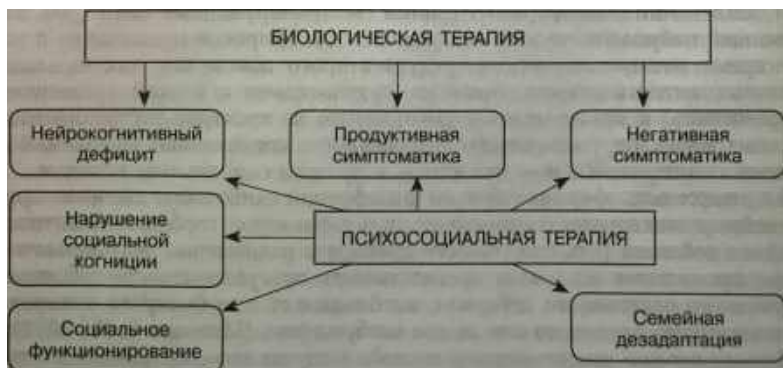 БИОЛОГИЧЕСКАЯ ТЕРАПИЯ
Нейрокогнитивный
дефицит
Продуктивная
симптоматика
Негативная
симптоматика
Нарушение
социальной
когниции
ПСИХОСОЦИАЛЬНАЯ ТЕРАПИЯ
Социальное
функционирование
Семейная
дезадаптация